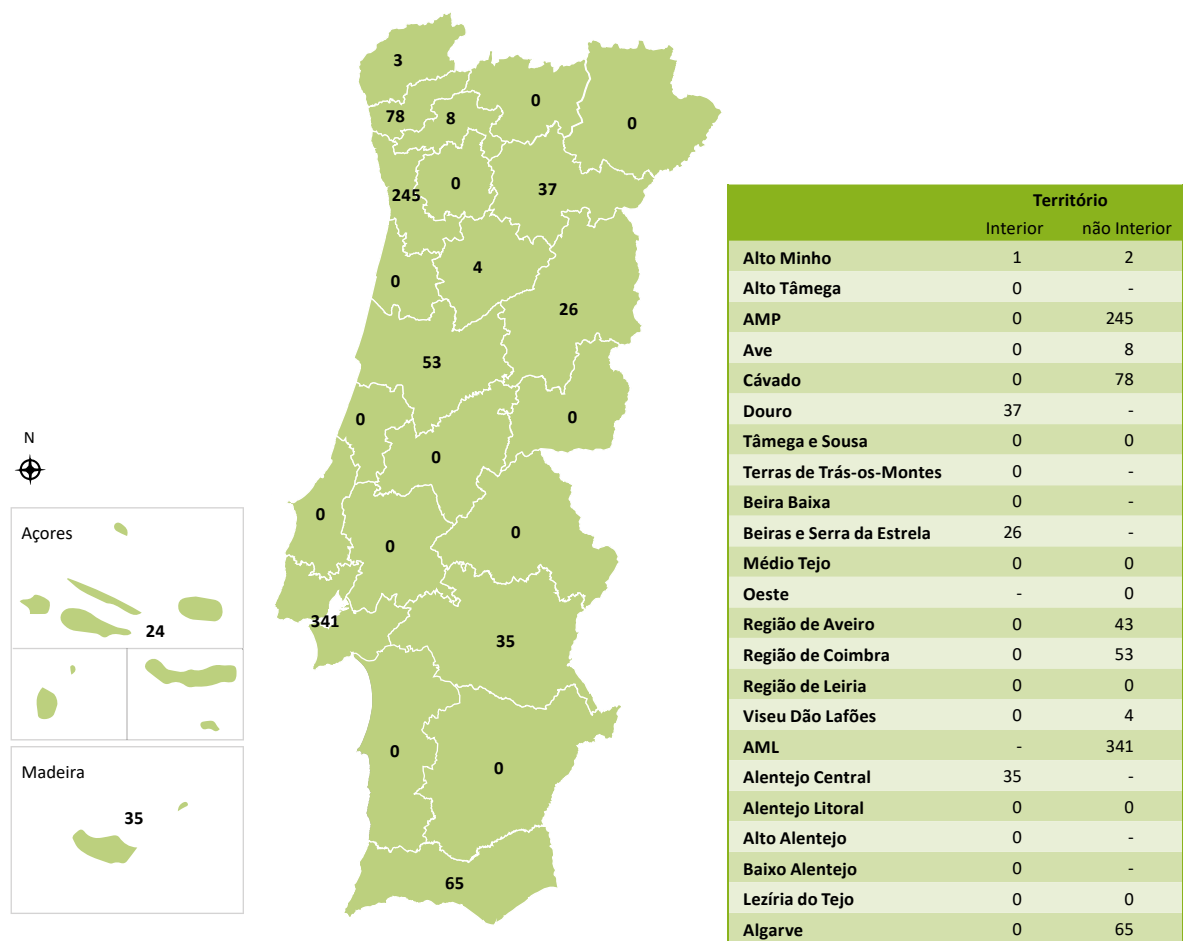 3
0
78
8
0
245
0
37
4
0
26
53
0
0
0
0
0
0
341
35
0
0
65
N
Açores
24
Madeira
35
Território
Interior não Interior
Alto Minho 1 2
Alto Tâmega 0 -
AMP 0 245
Ave 0 8
Cávado 0 78
Douro 37 -
Tâmega e Sousa 0 0
Terras de Trás-os-Montes 0 -
Beira Baixa 0 -
Beiras e Serra da Estrela 26 -
Médio Tejo 0 0
Oeste - 0
Região de Aveiro 0 43
Região de Coimbra 0 53
Região de Leiria 0 0
Viseu Dão Lafões 0 4
AML - 341
Alentejo Central 35 -
Alentejo Litoral 0 0
Alto Alentejo 0 -
Baixo Alentejo 0 -
Lezíria do Tejo 0 0
Algarve 0 65